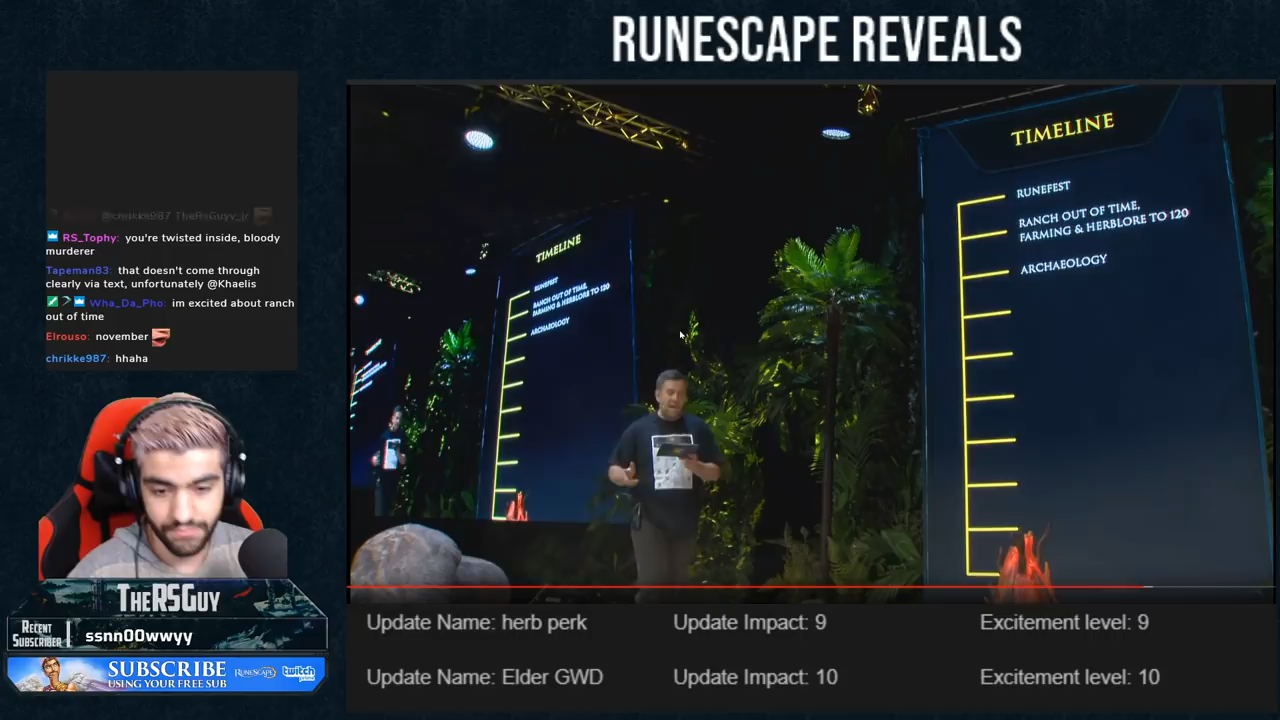 RUNESCAPE REVEALS
@chrikke987 TheRsGuyv_jr
RS_Tophy: you're twisted inside, bloody
murderer
Tapeman83: that doesn't come through
clearly via text, unfortunately @Khaelis
Wha_Da_Pho: im excited about ranch
out of time
Elrouso: november
chrikke987: hhaha
TIMELINE
RUNEFEST
RANCH OUT OF TIME,
FARMING & HERBLORE TO 120
ARCHAEOLOGY
TIMELINE
RUNEFEST
RANCH OUT OF TIME,
FARMING & HERBLORE TO 120
ARCHAEOLOGY
THERSGUY
RECENT
SUBSCRIBER
ssnn00wwyy
SUBSCRIBE
USING YOUR FREE SUB
RUNESCAPE
twitch
prime
Update Name: herb perk Update Impact: 9 Excitement level: 9
Update Name: Elder GWD Update Impact: 10 Excitement level: 10